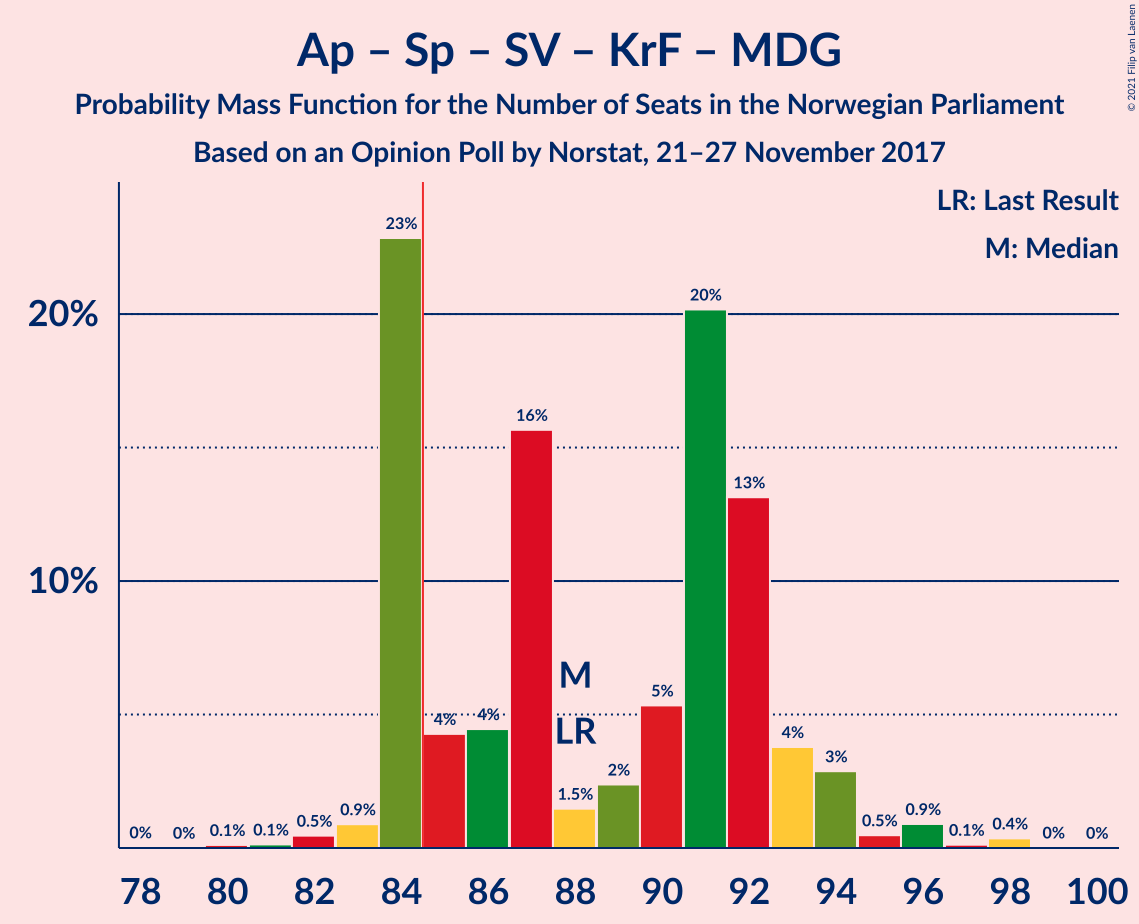 Ap – Sp – SV – KrF – MDG
Probability Mass Function for the Number of Seats in the Norwegian Parliament
Based on an Opinion Poll by Norstat, 21–27 November 2017
© 2021 Filip van Laenen
LR: Last Result
M: Median
20%
10%
0%
0%
0.1%
0.1%
0.5%
0.9%
23%
4%
4%
16%
M
LR
1.5%
2%
5%
20%
13%
4%
3%
0.5%
0.9%
0.1%
0.4%
0%
0%
78 80 82 84 86 88 90 92 94 96 98 100